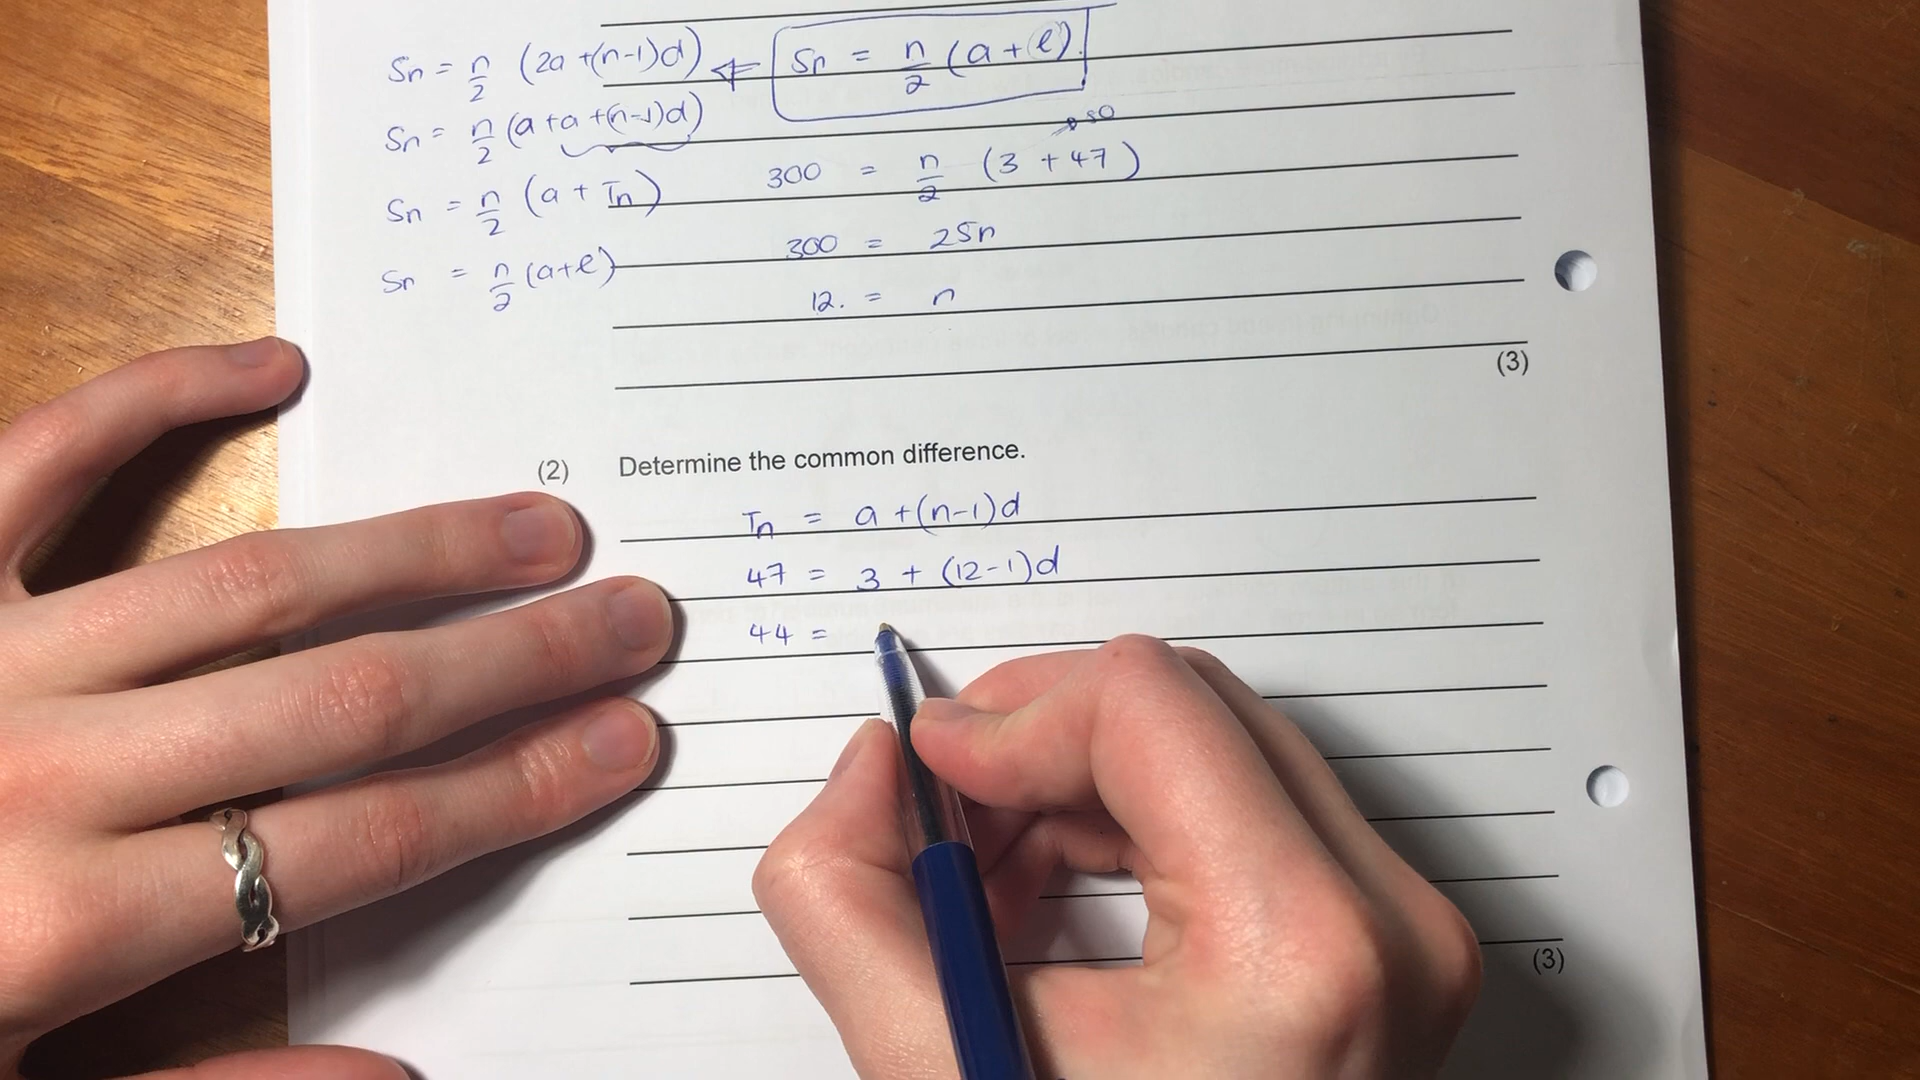 Sn = n/2 (2a + (n-1)d) ⇐ Sn = n/2 (a + l)
Sn = n/2 (a + a + (n-1)d)
50
Sn = n/2 (a + Tn)
300 = n/2 (3 + 47)
300 = 25n
Sn = n/2 (a+l)
12. = n
(3)
(2) Determine the common difference.
Tn = a + (n-1)d
47 = 3 + (12-1)d
44 =
(3)